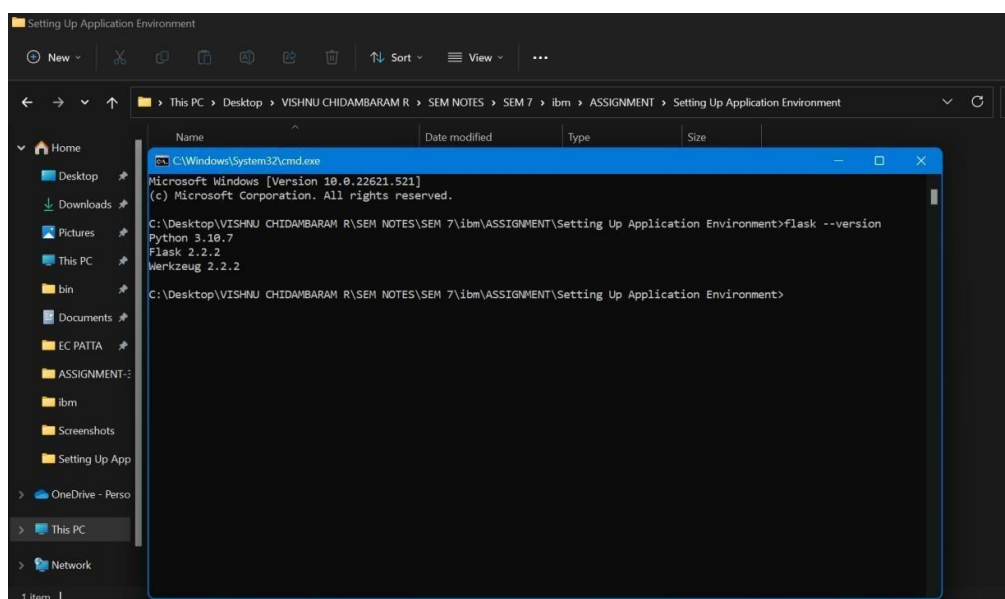 Setting Up Application Environment
New
Sort
View
This PC > Desktop > VISHNU CHIDAMBARAM R > SEM NOTES > SEM 7 > ibm > ASSIGNMENT > Setting Up Application Environment
Name Date modified Type Size
Home
Desktop
Downloads
Pictures
This PC
bin
Documents
EC PATTA
ASSIGNMENT-3
ibm
Screenshots
Setting Up App
OneDrive - Perso
This PC
Network
1 item
C:\Windows\System32\cmd.exe
Microsoft Windows [Version 10.0.22621.521]
(c) Microsoft Corporation. All rights reserved.
C:\Desktop\VISHNU CHIDAMBARAM R\SEM NOTES\SEM 7\ibm\ASSIGNMENT\Setting Up Application Environment>flask --version
Python 3.10.7
Flask 2.2.2
Werkzeug 2.2.2
C:\Desktop\VISHNU CHIDAMBARAM R\SEM NOTES\SEM 7\ibm\ASSIGNMENT\Setting Up Application Environment>